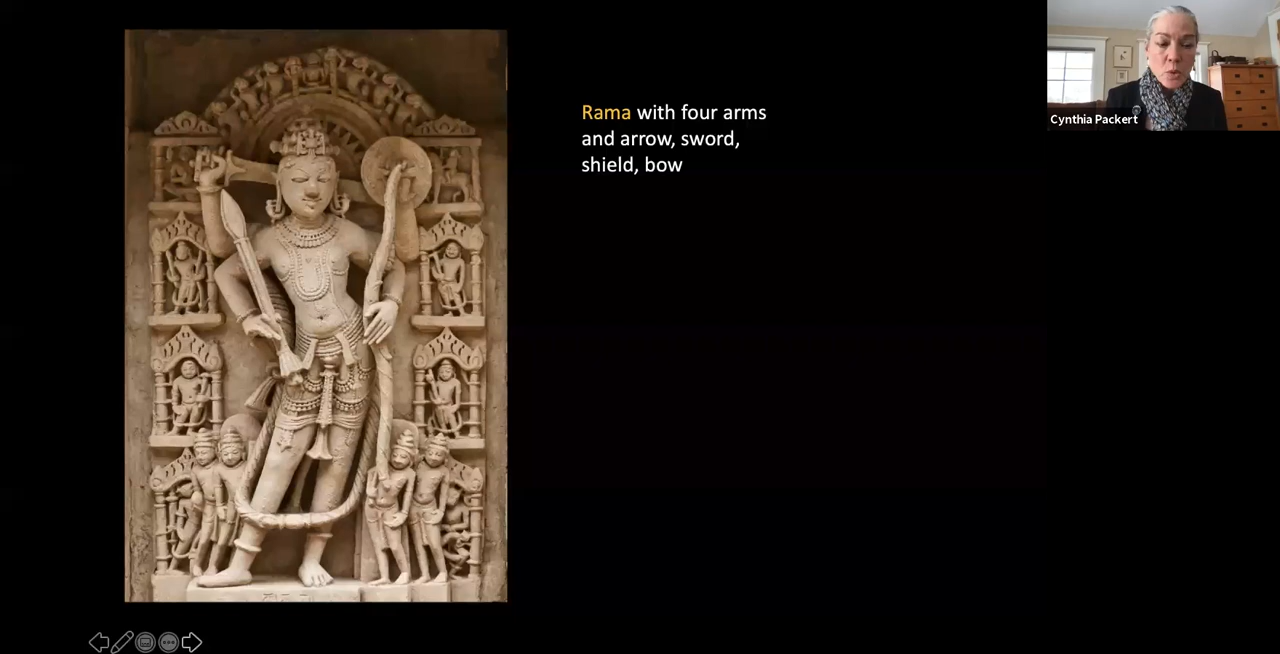 Rama with four arms
and arrow, sword,
shield, bow
Cynthia Packert